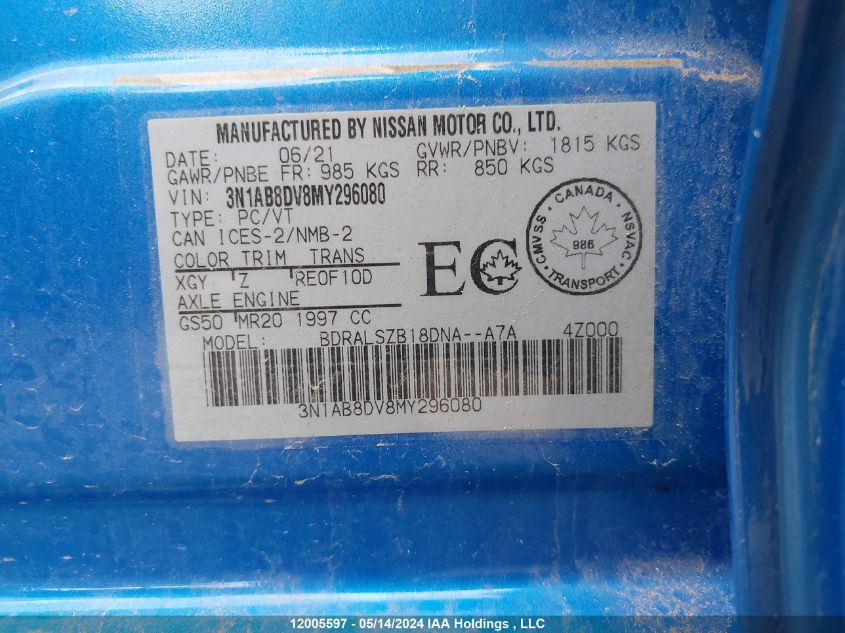 MANUFACTURED BY NISSAN MOTOR CO., LTD.
DATE: 06/21 GVWR/PNBV: 1815 KGS
GAWR/PNBE FR: 985 KGS RR: 850 KGS
VIN: 3N1AB8DV8MY296080
TYPE: PC/VT
CAN ICES-2/NMB-2
COLOR TRIM TRANS
XGY Z RE0F10D
AXLE ENGINE
GS50 MR20 1997 CC
MODEL: BDRALSZB18DNA--A7A 4Z000
3N1AB8DV8MY296080
EC
CANADA
CMVSS 986 NSVAC
TRANSPORT
12005597 - 05/14/2024 IAA Holdings , LLC